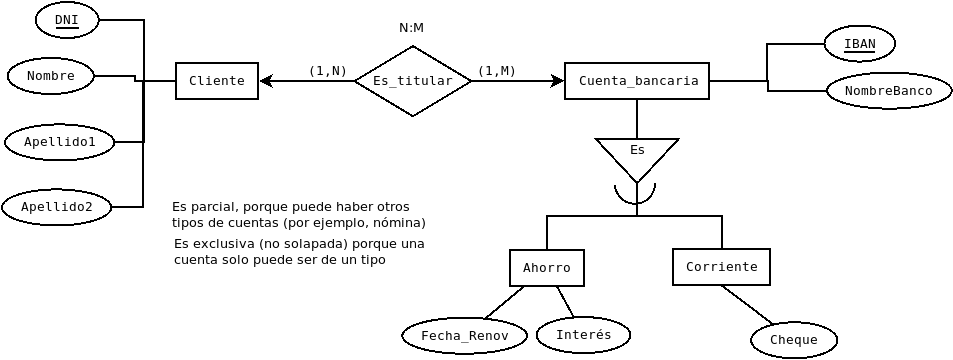 DNI
N:M
IBAN
Nombre
(1,N)
(1,M)
Cliente
Es_titular
Cuenta_bancaria
NombreBanco
Apellido1
Es
Apellido2
Es parcial, porque puede haber otros
tipos de cuentas (por ejemplo, nómina)
Es exclusiva (no solapada) porque una
cuenta solo puede ser de un tipo
Ahorro
Corriente
Fecha_Renov
Interés
Cheque